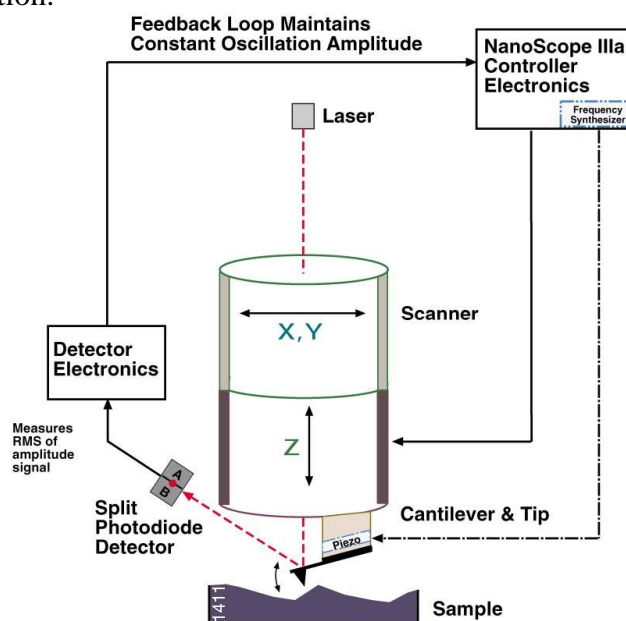 tion.
Feedback Loop Maintains
Constant Oscillation Amplitude
NanoScope IIIa
Controller
Electronics
Frequency
Synthesizer
Laser
X,Y
Scanner
Detector
Electronics
Z
Measures
RMS of
amplitude
signal
A
B
Split
Photodiode
Detector
Cantilever & Tip
Piezo
1411
Sample